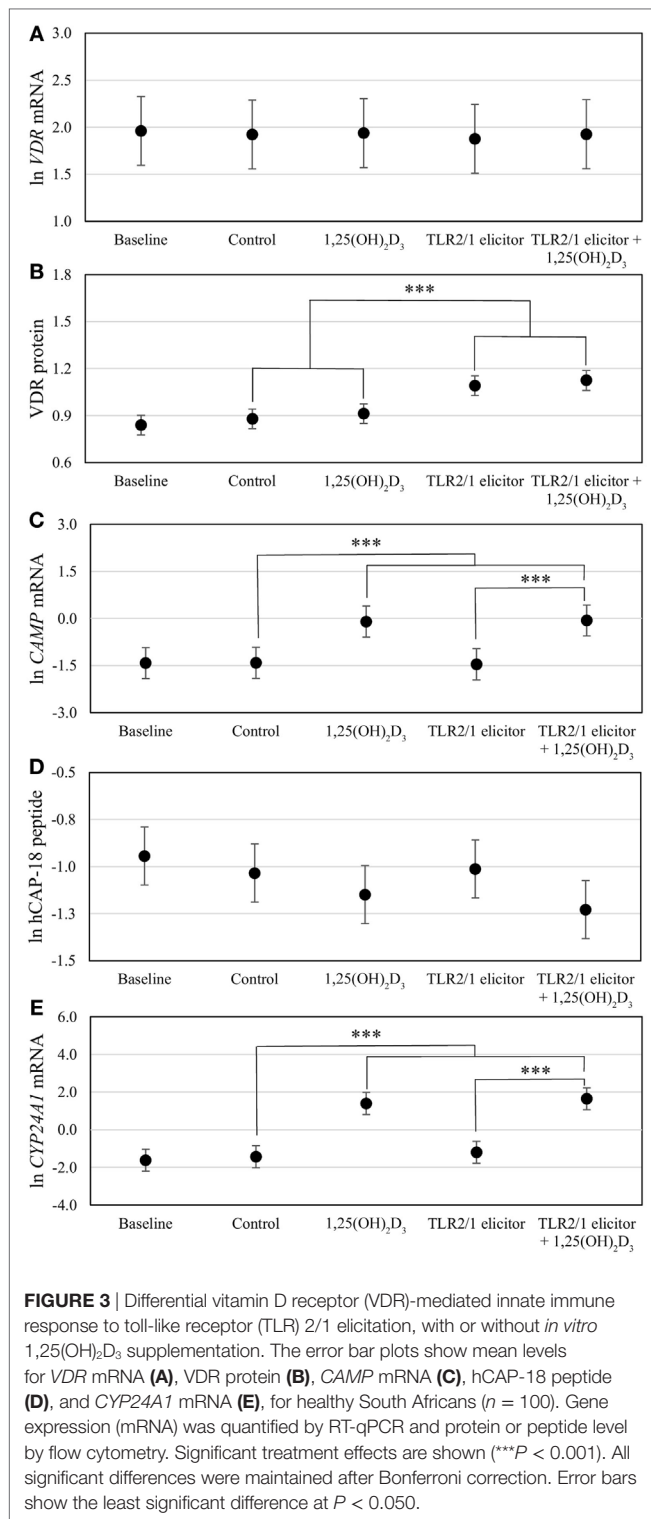 A
3.0
2.5
2.0
1.5
1.0
ln VDR mRNA
Baseline Control 1,25(OH)₂D₃ TLR2/1 elicitor TLR2/1 elicitor +
1,25(OH)₂D₃
B
1.8
1.5
1.2
0.9
0.6
VDR protein
***
Baseline Control 1,25(OH)₂D₃ TLR2/1 elicitor TLR2/1 elicitor +
1,25(OH)₂D₃
C
3.0
1.5
0.0
-1.5
-3.0
ln CAMP mRNA
***
***
Baseline Control 1,25(OH)₂D₃ TLR2/1 elicitor TLR2/1 elicitor
+ 1,25(OH)₂D₃
D
-0.5
-0.8
-1.0
-1.3
-1.5
ln hCAP-18 peptide
Baseline Control 1,25(OH)₂D₃ TLR2/1 elicitor TLR2/1 elicitor
+ 1,25(OH)₂D₃
E
6.0
4.0
2.0
0.0
-2.0
-4.0
ln CYP24A1 mRNA
***
***
Baseline Control 1,25(OH)₂D₃ TLR2/1 elicitor TLR2/1 elicitor
+ 1,25(OH)₂D₃
FIGURE 3 | Differential vitamin D receptor (VDR)-mediated innate immune
response to toll-like receptor (TLR) 2/1 elicitation, with or without in vitro
1,25(OH)₂D₃ supplementation. The error bar plots show mean levels
for VDR mRNA (A), VDR protein (B), CAMP mRNA (C), hCAP-18 peptide
(D), and CYP24A1 mRNA (E), for healthy South Africans (n = 100). Gene
expression (mRNA) was quantified by RT-qPCR and protein or peptide level
by flow cytometry. Significant treatment effects are shown (***P < 0.001). All
significant differences were maintained after Bonferroni correction. Error bars
show the least significant difference at P < 0.050.